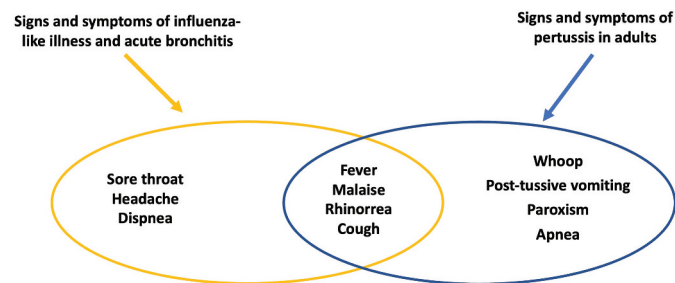 Signs and symptoms of influenza-
like illness and acute bronchitis
Signs and symptoms of
pertussis in adults
Sore throat
Headache
Dispnea
Fever
Malaise
Rhinorrea
Cough
Whoop
Post-tussive vomiting
Paroxism
Apnea